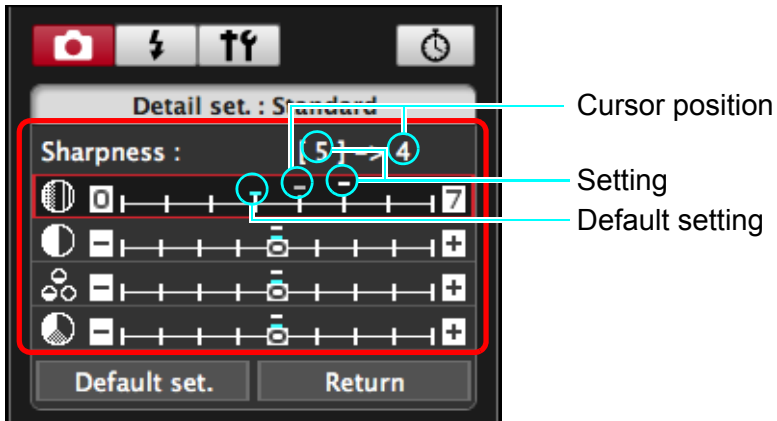 Detail set. : Standard
Cursor position
Sharpness : [ 5 ] -> 4
Setting
0 7
Default setting
- +
- +
- +
Default set. Return